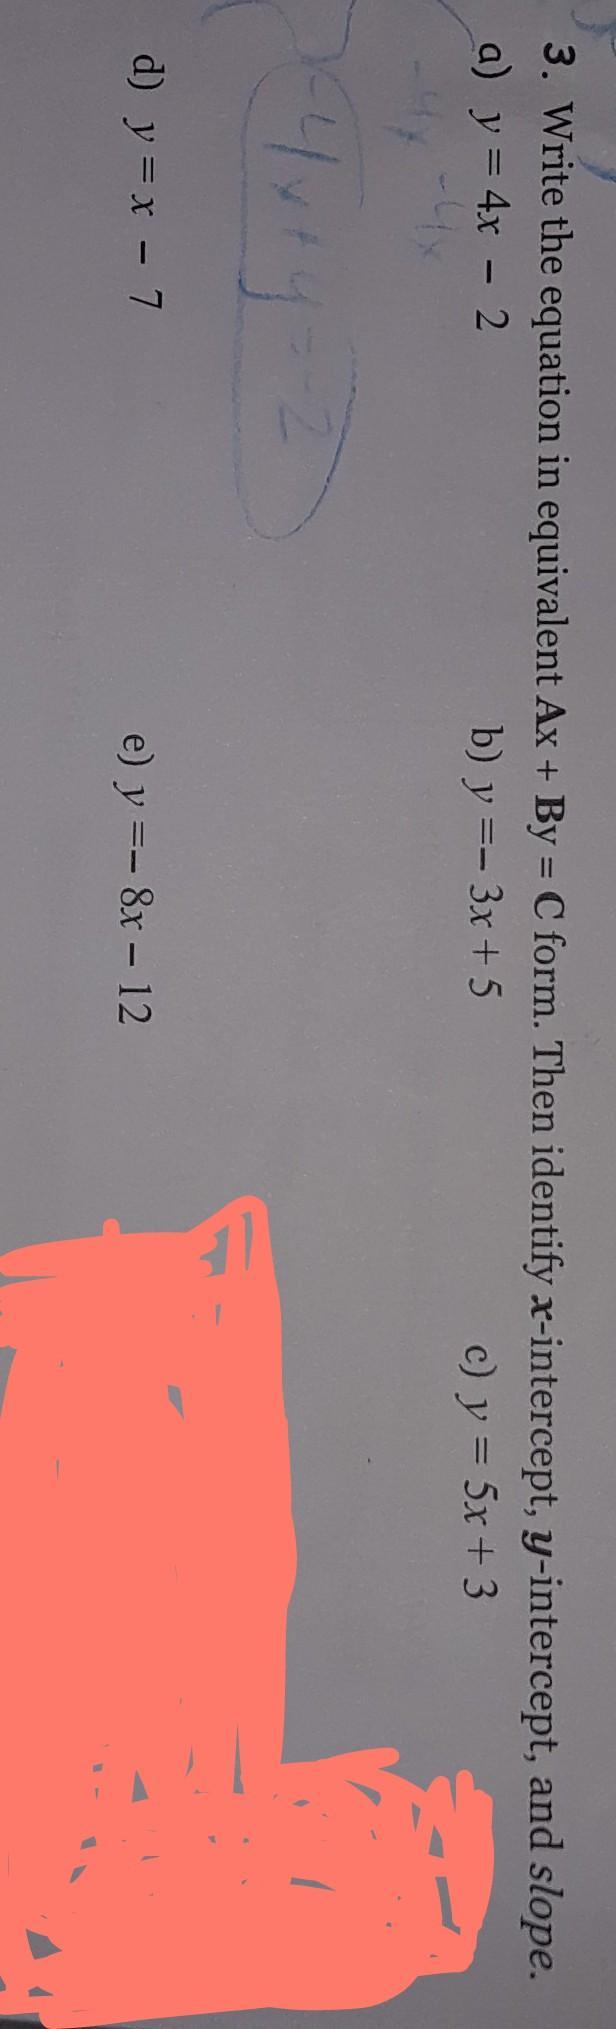 3. Write the equation in equivalent Ax + By = C form. Then identify x-intercept, y-intercept, and slope.
a) y = 4x – 2 b) y =– 3x + 5 c) y = 5x + 3
-4x -4x
-4x+y=-2
d) y = x – 7 e) y =– 8x – 12